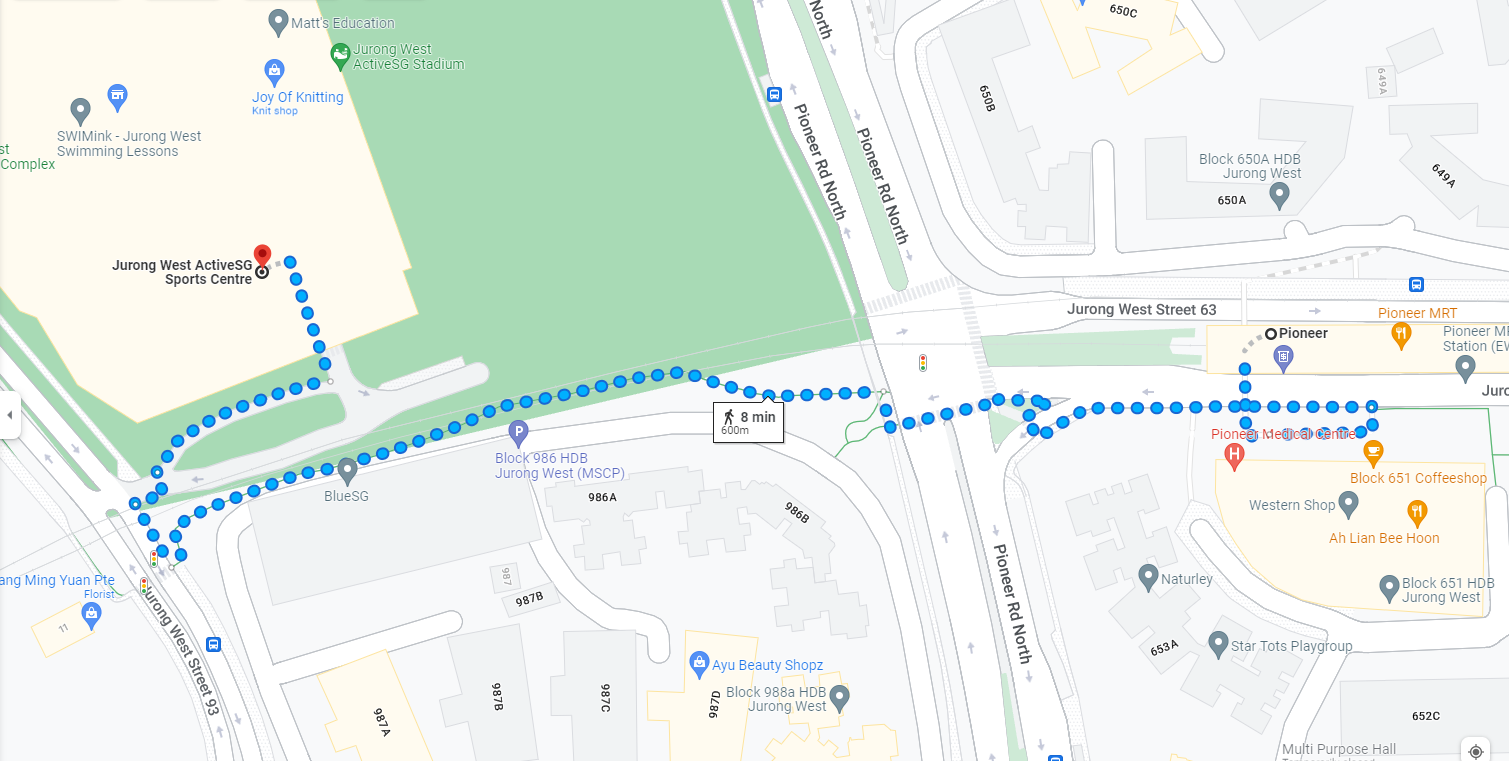 Matt's Education
Jurong West
ActiveSG Stadium
Joy Of Knitting
Knit shop
SWIMink - Jurong West
Swimming Lessons
st
Complex
Jurong West ActiveSG
Sports Centre
North
Pioneer Rd North
Pioneer Rd North
650C
650B
649A
649A
Block 650A HDB
Jurong West
650A
Jurong West Street 63
Pioneer
Pioneer MRT
Pioneer MR
Station (EW
Juro
8 min
600m
P
Block 986 HDB
Jurong West (MSCP)
BlueSG
986A
986B
987
987B
Pioneer Medical Centre
H
Block 651 Coffeeshop
Western Shop
Ah Lian Bee Hoon
Block 651 HDB
Jurong West
Naturley
Star Tots Playgroup
653A
652C
Multi Purpose Hall
Pioneer Rd North
ang Ming Yuan Pte
Florist
11
Jurong West Street 93
987A
987B
987C
987D
Ayu Beauty Shopz
Block 988a HDB
Jurong West